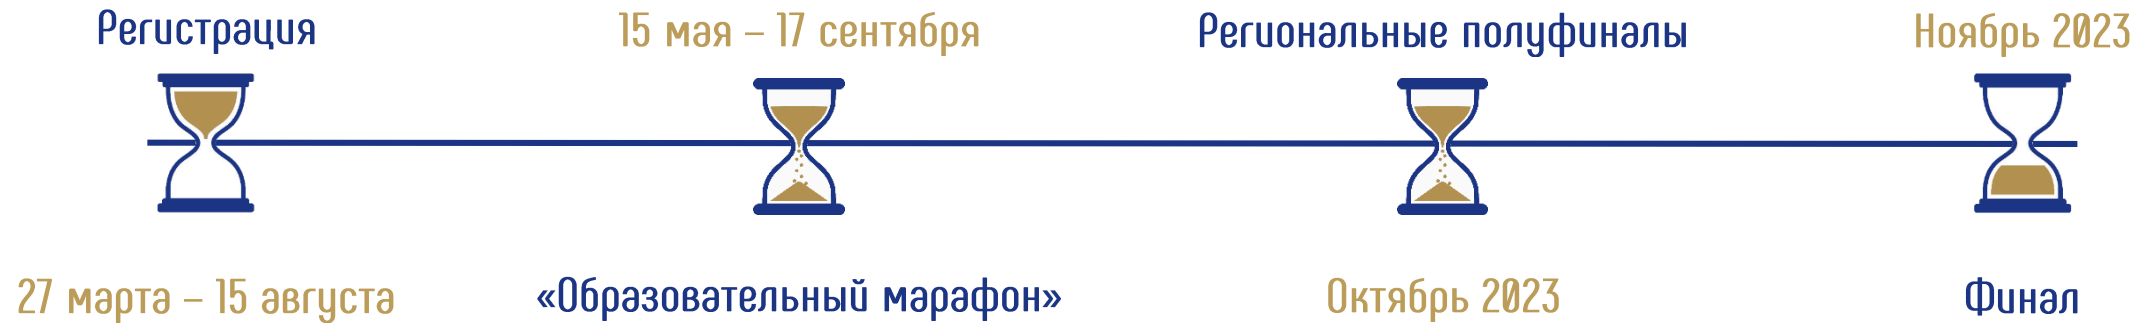 Регистрация
27 марта – 15 августа
15 мая – 17 сентября
«Образовательный марафон»
Региональные полуфиналы
Октябрь 2023
Ноябрь 2023
Финал